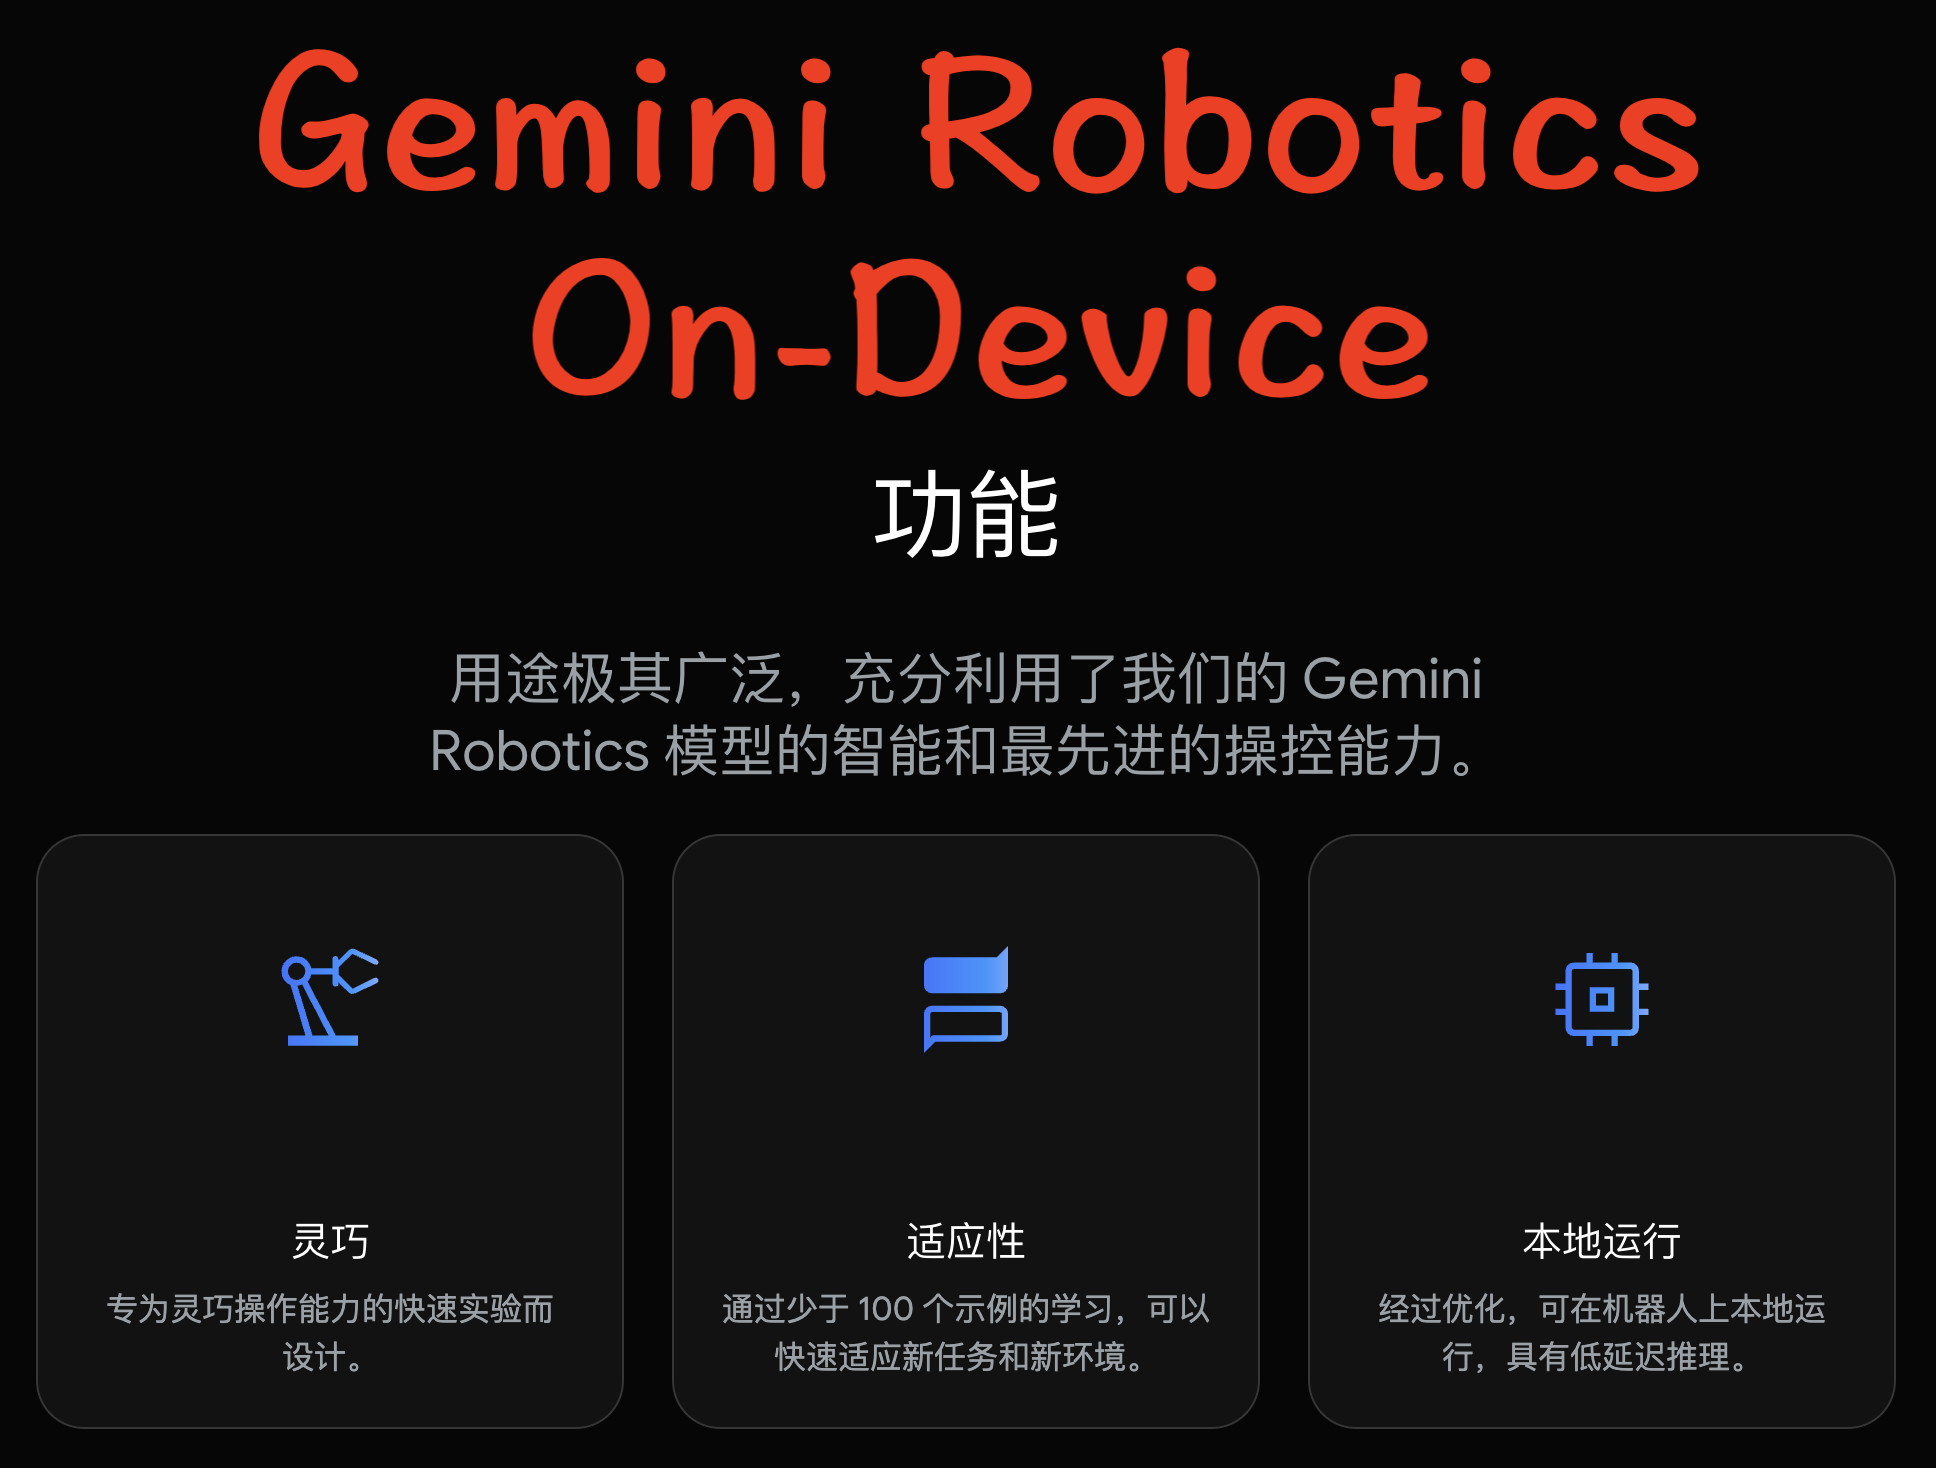 Gemini Robotics
On-Device
功能
用途极其广泛，充分利用了我们的 Gemini
Robotics 模型的智能和最先进的操控能力。
灵巧
专为灵巧操作能力的快速实验而
设计。
适应性
通过少于 100 个示例的学习，可以
快速适应新任务和新环境。
本地运行
经过优化，可在机器人上本地运
行，具有低延迟推理。